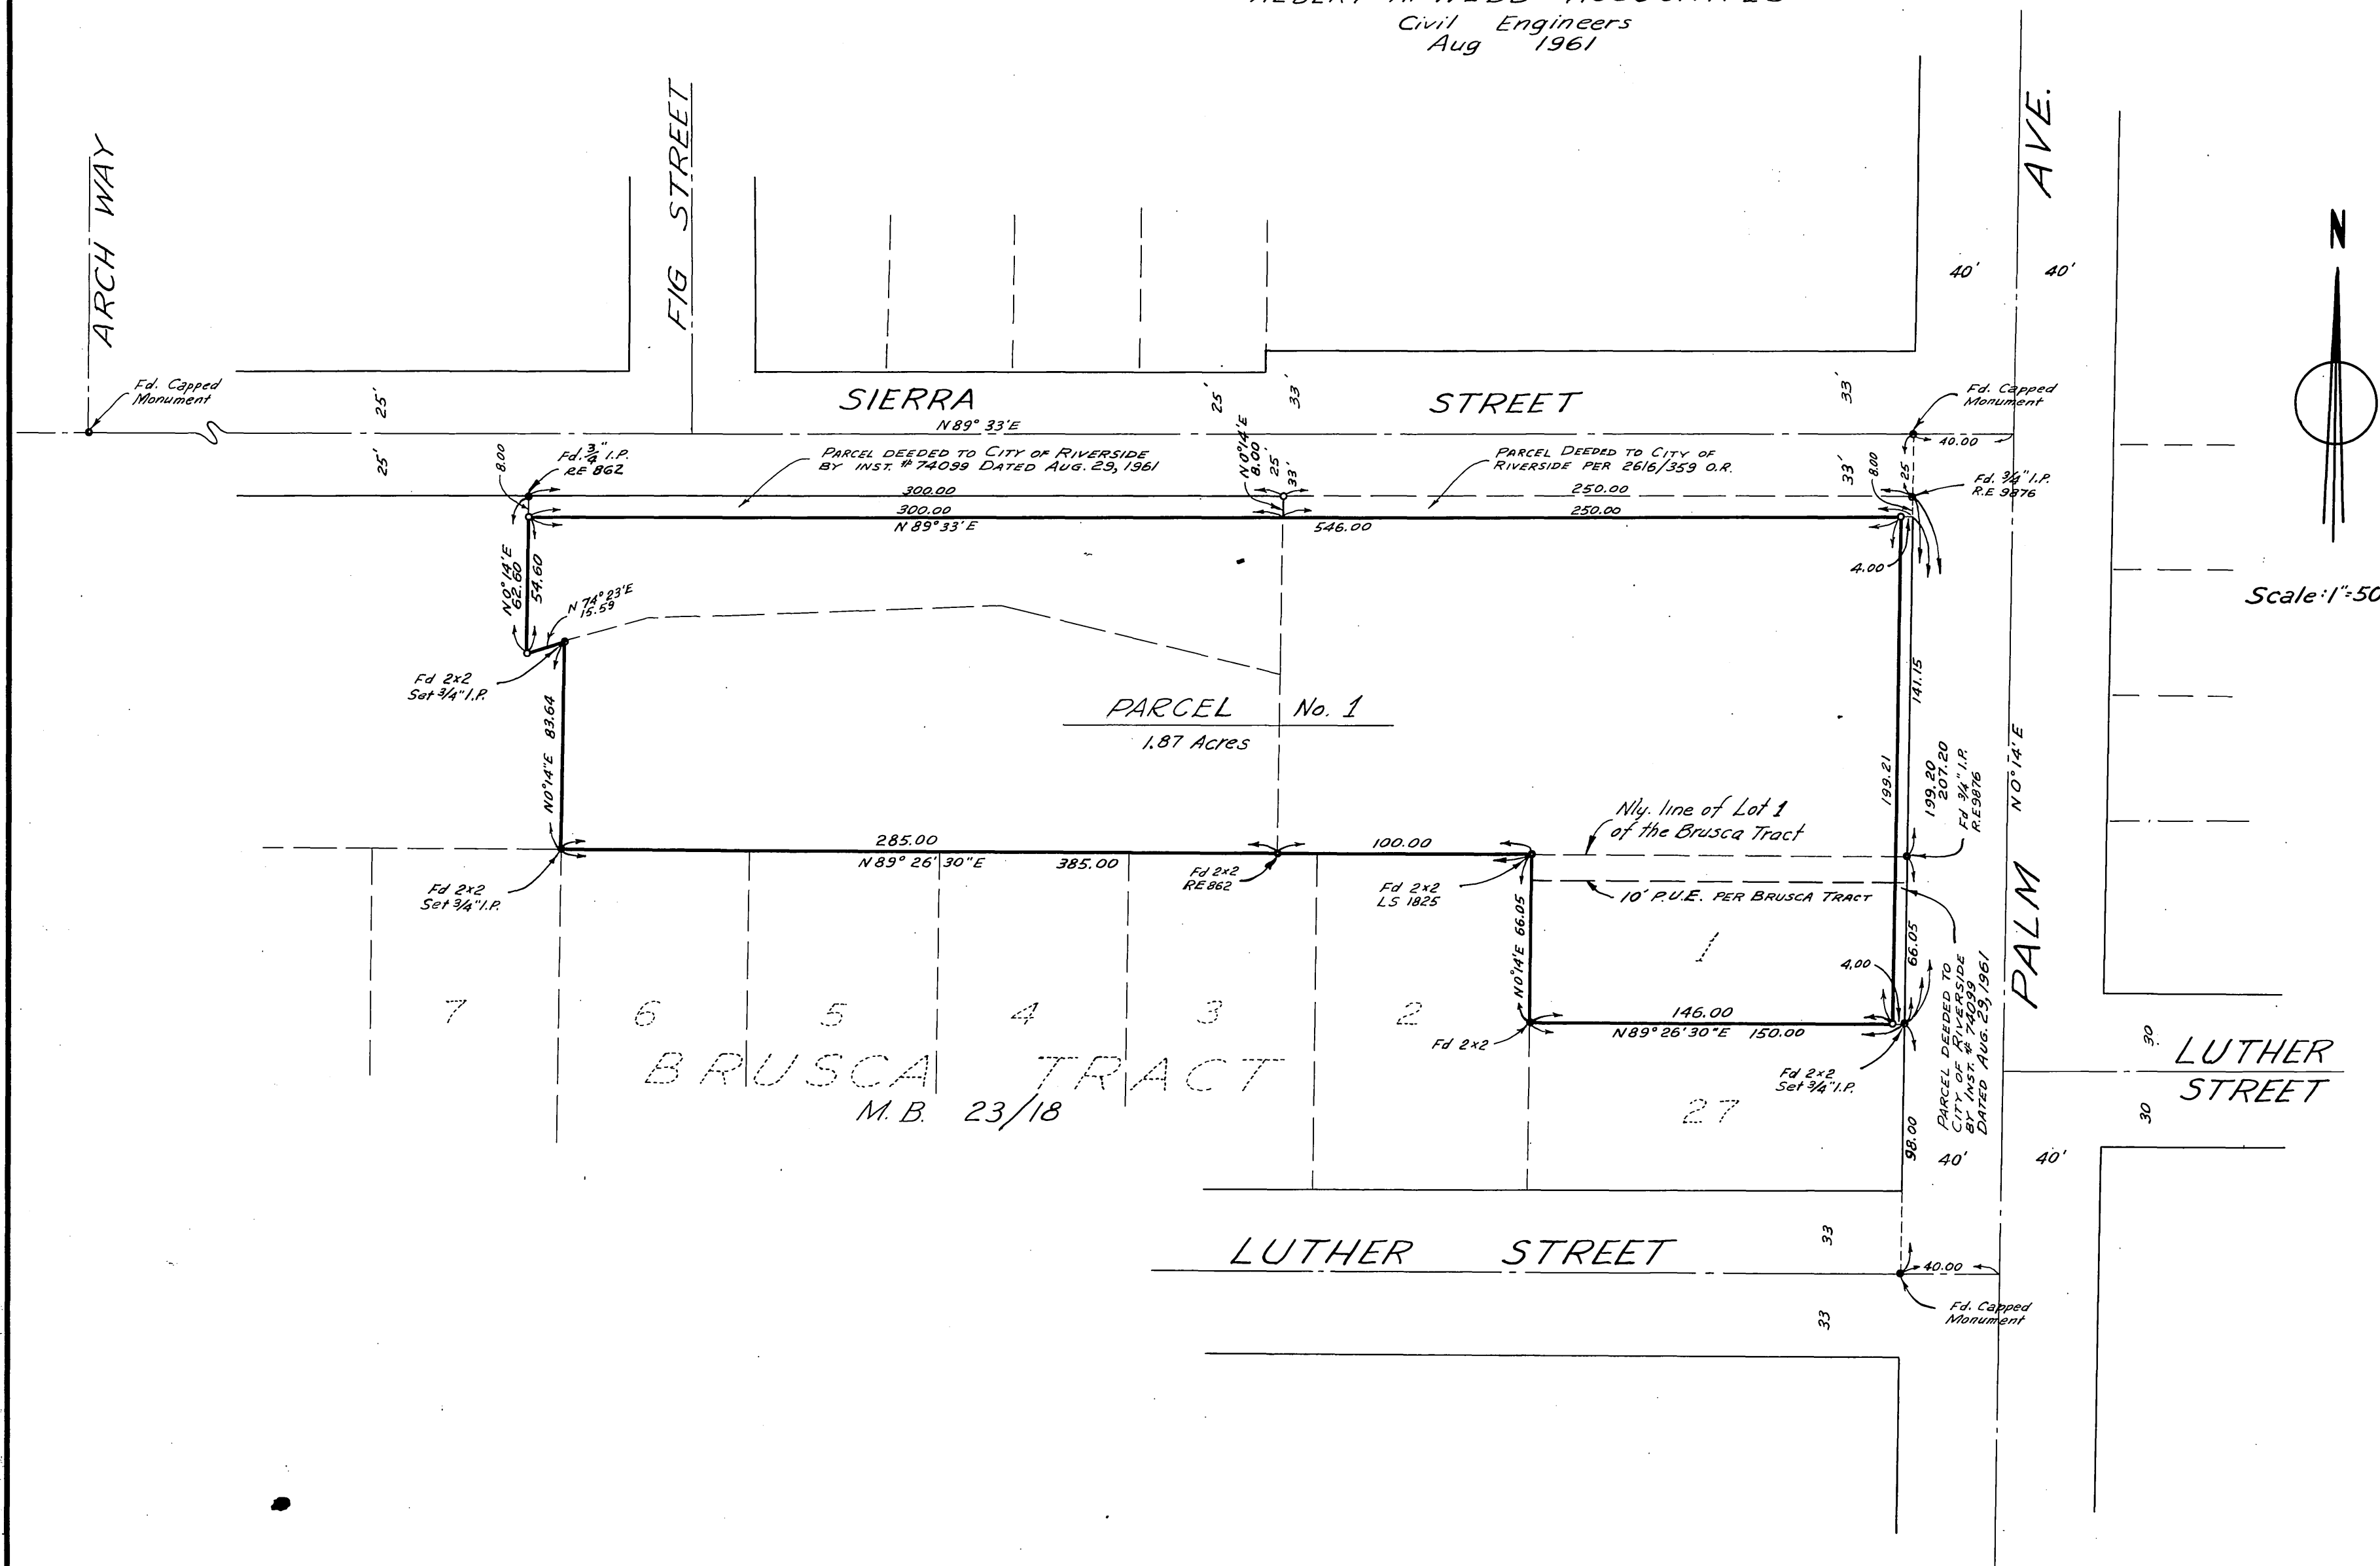 Civil Engineers
Aug 1961
ARCH WAY
FIG STREET
AVE.
N
40'
40'
Scale: 1"=50
Fd. Capped
Monument
25'
SIERRA
25'
33'
STREET
33'
Fd. Capped
Monument
N 89° 33' E
40.00
25'
8.00
Fd. 3/4" I.P.
RE 862
PARCEL DEEDED TO CITY OF RIVERSIDE
BY INST. # 74099 DATED AUG. 29, 1961
N0°14'E
8.00
25'
33'
PARCEL DEEDED TO CITY OF
RIVERSIDE PER 2616/359 O.R.
33'
8.00
25
Fd. 3/4" I.P.
R.E 9876
300.00
250.00
300.00
250.00
N 89° 33' E
546.00
4.00
N0°14'E
62.60
54.60
N 74° 23' E
15.59
Fd 2x2
Set 3/4" I.P.
N0°14'E 83.64
PARCEL No. 1
1.87 Acres
141.15
199.21
199.20
207.20
Fd 3/4" I.P.
R.E 9876
N0°14'E
PALM
Nly. line of Lot 1
of the Brusca Tract
285.00
100.00
N 89° 26' 30" E 385.00
Fd 2x2
Set 3/4" I.P.
Fd 2x2
RE 862
Fd 2x2
LS 1825
10' P.U.E. PER BRUSCA TRACT
N0°14'E 66.05
1
66.05
4.00
PARCEL DEEDED TO
CITY OF RIVERSIDE
BY INST. # 74099
DATED AUG. 29, 1961
7
6
5
4
3
2
146.00
N 89° 26' 30" E 150.00
Fd 2x2
Fd 2x2
Set 3/4" I.P.
BRUSCA TRACT
M.B. 23/18
27
98.00
40'
40'
30
LUTHER
STREET
30
LUTHER STREET
33
40.00
33
Fd. Capped
Monument